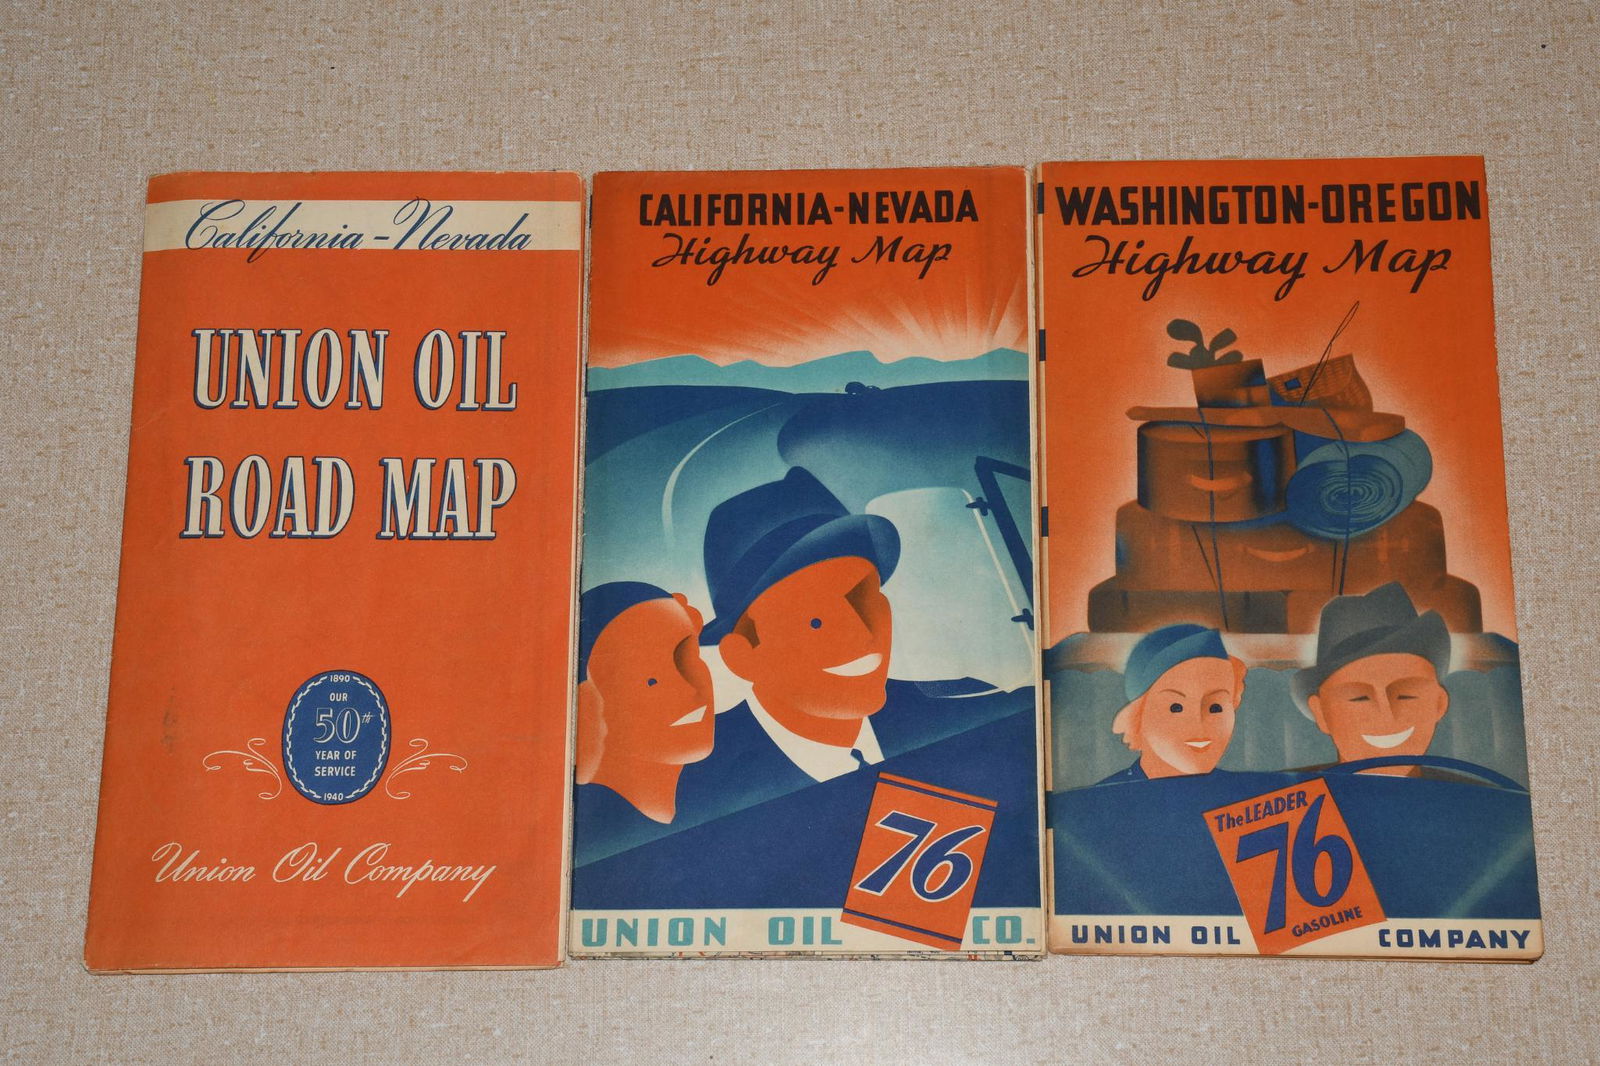 California - Nevada
UNION OIL
ROAD MAP
1890
OUR
50th
YEAR OF
SERVICE
1940
Union Oil Company
CALIFORNIA-NEVADA
Highway Map
76
UNION OIL CO.
WASHINGTON-OREGON
Highway Map
The LEADER
76
GASOLINE
UNION OIL COMPANY